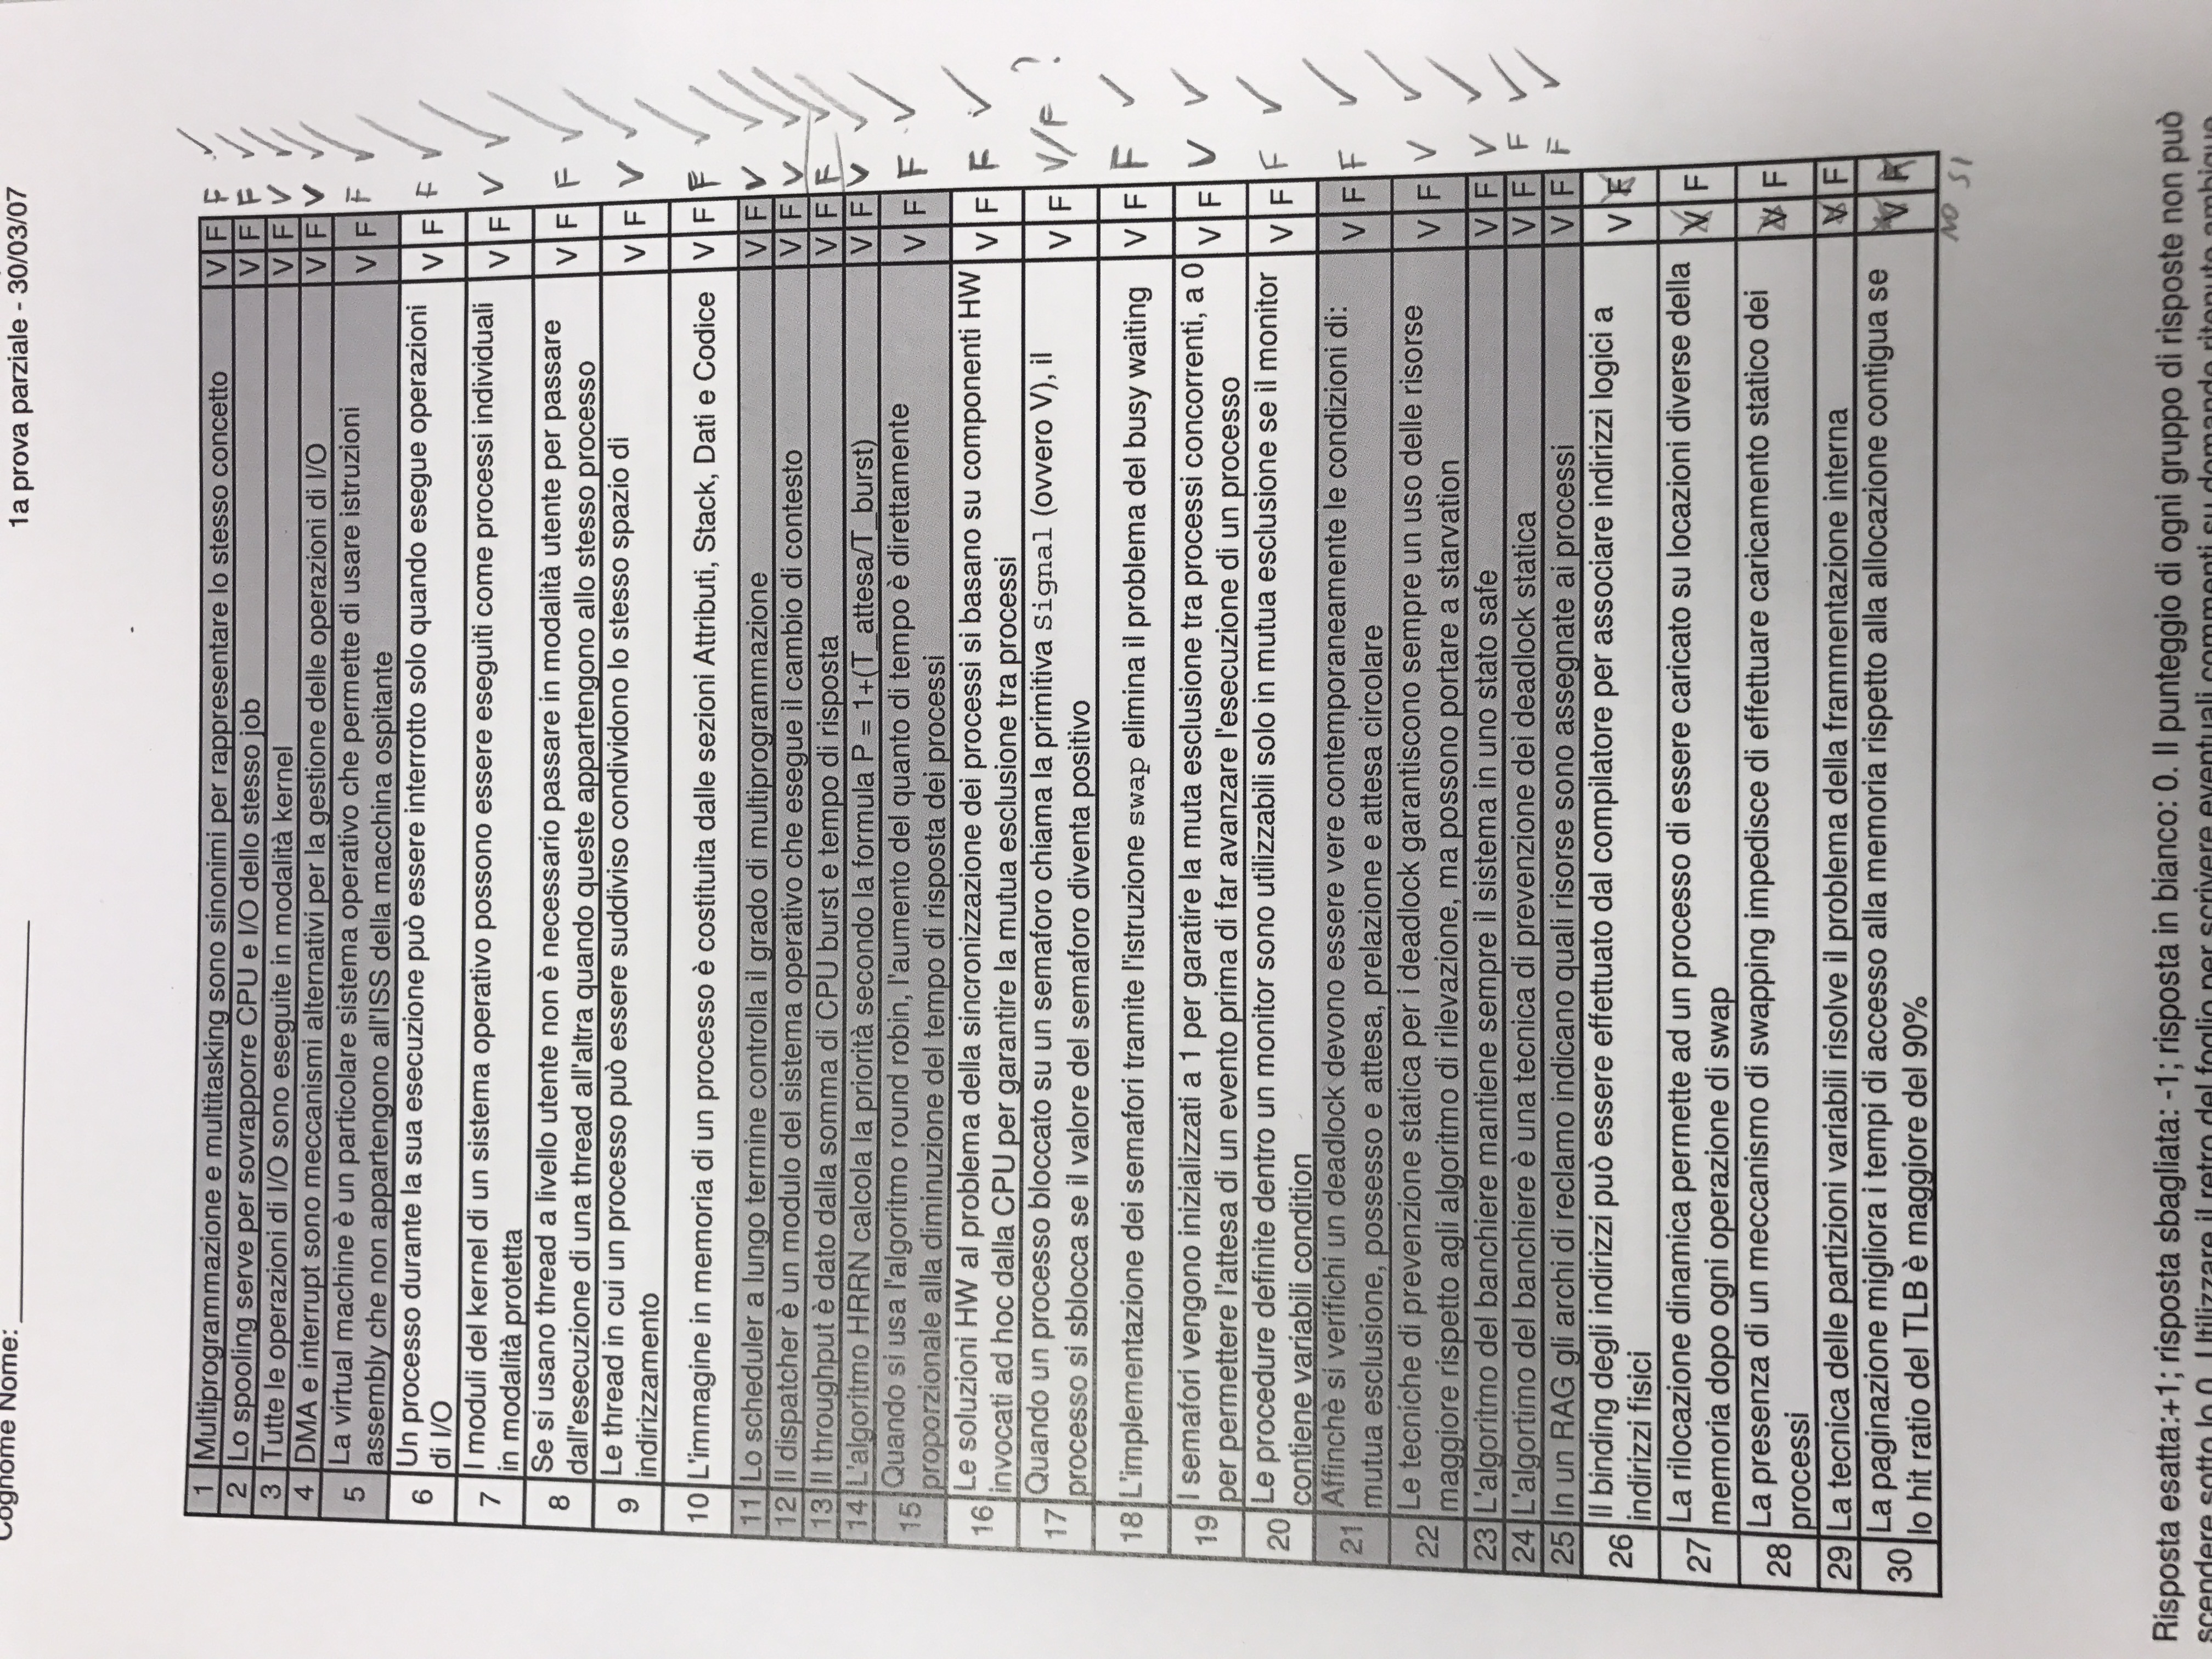 Cognome Nome:
1a prova parziale - 30/03/07
1 Multiprogrammazione e multitasking sono sinonimi per rappresentare lo stesso concetto V F F ✓
2 Lo spooling serve per sovrapporre CPU e I/O dello stesso job V F F ✓
3 Tutte le operazioni di I/O sono eseguite in modalità kernel V F V ✓
4 DMA e interrupt sono meccanismi alternativi per la gestione delle operazioni di I/O V F V ✓
5 La virtual machine è un particolare sistema operativo che permette di usare istruzioni
assembly che non appartengono all'ISS della macchina ospitante V F F ✓
6 Un processo durante la sua esecuzione può essere interrotto solo quando esegue operazioni
di I/O V F F ✓
7 I moduli del kernel di un sistema operativo possono essere eseguiti come processi individuali
in modalità protetta V F V ✓
8 Se si usano thread a livello utente non è necessario passare in modalità utente per passare
dall'esecuzione di una thread all'altra quando queste appartengono allo stesso processo V F F ✓
9 Le thread in cui un processo può essere suddiviso condividono lo stesso spazio di
indirizzamento V F V ✓
10 L'immagine in memoria di un processo è costituita dalle sezioni Attributi, Stack, Dati e Codice V F F ✓
11 Lo scheduler a lungo termine controlla il grado di multiprogrammazione V F V ✓
12 Il dispatcher è un modulo del sistema operativo che esegue il cambio di contesto V F V ✓
13 Il throughput è dato dalla somma di CPU burst e tempo di risposta V F F ✓
14 L'algoritmo HRRN calcola la priorità secondo la formula P = 1+(T_attesa/T_burst) V F V ✓
15 Quando si usa l'algoritmo round robin, l'aumento del quanto di tempo è direttamente
proporzionale alla diminuzione del tempo di risposta dei processi V F F ✓
16 Le soluzioni HW al problema della sincronizzazione dei processi si basano su componenti HW
invocati ad hoc dalla CPU per garantire la mutua esclusione tra processi V F F ✓
17 Quando un processo bloccato su un semaforo chiama la primitiva Signal (ovvero V), il
processo si sblocca se il valore del semaforo diventa positivo V F V/F ?
18 L'implementazione dei semafori tramite l'istruzione swap elimina il problema del busy waiting V F F ✓
19 I semafori vengono inizializzati a 1 per garatire la muta esclusione tra processi concorrenti, a 0
per permettere l'attesa di un evento prima di far avanzare l'esecuzione di un processo V F V ✓
20 Le procedure definite dentro un monitor sono utilizzabili solo in mutua esclusione se il monitor
contiene variabili condition V F F ✓
21 Affinchè si verifichi un deadlock devono essere vere contemporaneamente le condizioni di:
mutua esclusione, possesso e attesa, prelazione e attesa circolare V F F ✓
22 Le tecniche di prevenzione statica per i deadlock garantiscono sempre un uso delle risorse
maggiore rispetto agli algoritmo di rilevazione, ma possono portare a starvation V F V ✓
23 L'algoritmo del banchiere mantiene sempre il sistema in uno stato safe V F V ✓
24 L'algortimo del banchiere è una tecnica di prevenzione dei deadlock statica V F F ✓
25 In un RAG gli archi di reclamo indicano quali risorse sono assegnate ai processi V F F ✓
26 Il binding degli indirizzi può essere effettuato dal compilatore per associare indirizzi logici a
indirizzi fisici V F
27 La rilocazione dinamica permette ad un processo di essere caricato su locazioni diverse della
memoria dopo ogni operazione di swap V F
28 La presenza di un meccanismo di swapping impedisce di effettuare caricamento statico dei
processi V F
29 La tecnica delle partizioni variabili risolve il problema della frammentazione interna V F
30 La paginazione migliora i tempi di accesso alla memoria rispetto alla allocazione contigua se
lo hit ratio del TLB è maggiore del 90% V F
NO SI
Risposta esatta:+1; risposta sbagliata: -1; risposta in bianco: 0. Il punteggio di ogni gruppo di risposte non può
scendere sotto lo 0. Utilizzare il retro del foglio per scrivere eventuali commenti su domande ritenute ambigue